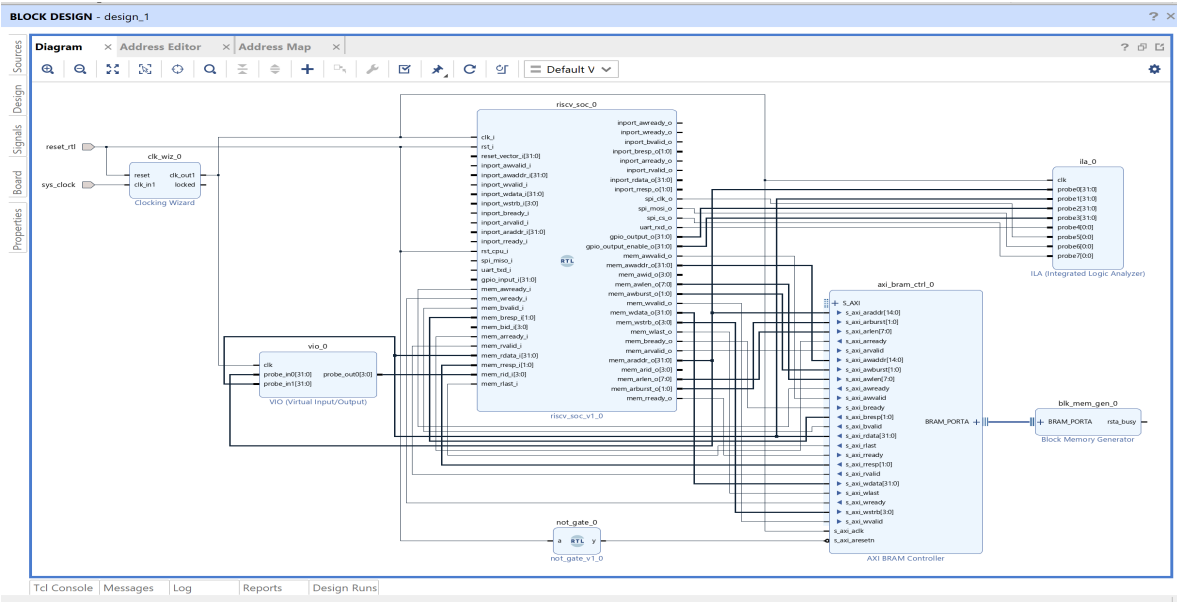 BLOCK DESIGN - design_1
? ×
Sources
Design
Signals
Board
Properties
Diagram ×
Address Editor ×
Address Map ×
Default V
reset_rtl
sys_clock
clk_wiz_0
reset clk_out1
clk_in1 locked
Clocking Wizard
vio_0
clk
probe_in0[31:0] probe_out0[3:0]
probe_in1[31:0]
VIO (Virtual Input/Output)
riscv_soc_0
clk_i
rst_i
reset_vector_i[31:0]
inport_awvalid_i
inport_awaddr_i[31:0]
inport_wvalid_i
inport_wdata_i[31:0]
inport_wstrb_i[3:0]
inport_bready_i
inport_arvalid_i
inport_araddr_i[31:0]
inport_rready_i
rst_cpu_i
spi_miso_i
uart_txd_i
gpio_input_i[31:0]
mem_awready_i
mem_wready_i
mem_bvalid_i
mem_bresp_i[1:0]
mem_bid_i[3:0]
mem_arready_i
mem_rvalid_i
mem_rdata_i[31:0]
mem_rresp_i[1:0]
mem_rid_i[3:0]
mem_rlast_i
RTL
inport_awready_o
inport_wready_o
inport_bvalid_o
inport_bresp_o[1:0]
inport_arready_o
inport_rvalid_o
inport_rdata_o[31:0]
inport_rresp_o[1:0]
spi_clk_o
spi_mosi_o
spi_cs_o
uart_rxd_o
gpio_output_o[31:0]
gpio_output_enable_o[31:0]
mem_awvalid_o
mem_awaddr_o[31:0]
mem_awid_o[3:0]
mem_awlen_o[7:0]
mem_awburst_o[1:0]
mem_wvalid_o
mem_wdata_o[31:0]
mem_wstrb_o[3:0]
mem_wlast_o
mem_bready_o
mem_arvalid_o
mem_araddr_o[31:0]
mem_arid_o[3:0]
mem_arlen_o[7:0]
mem_arburst_o[1:0]
mem_rready_o
riscv_soc_v1_0
not_gate_0
a RTL y
not_gate_v1_0
ila_0
clk
probe0[31:0]
probe1[31:0]
probe2[31:0]
probe3[31:0]
probe4[0:0]
probe5[0:0]
probe6[0:0]
probe7[0:0]
ILA (Integrated Logic Analyzer)
axi_bram_ctrl_0
S_AXI
s_axi_araddr[14:0]
s_axi_arburst[1:0]
s_axi_arlen[7:0]
s_axi_arready
s_axi_arvalid
s_axi_awaddr[14:0]
s_axi_awburst[1:0]
s_axi_awlen[7:0]
s_axi_awready
s_axi_awvalid
s_axi_bready
s_axi_bresp[1:0]
s_axi_bvalid
s_axi_rdata[31:0]
s_axi_rlast
s_axi_rready
s_axi_rresp[1:0]
s_axi_rvalid
s_axi_wdata[31:0]
s_axi_wlast
s_axi_wready
s_axi_wstrb[3:0]
s_axi_wvalid
s_axi_aclk
s_axi_aresetn
BRAM_PORTA
AXI BRAM Controller
blk_mem_gen_0
BRAM_PORTA rsta_busy
Block Memory Generator
Tcl Console
Messages
Log
Reports
Design Runs